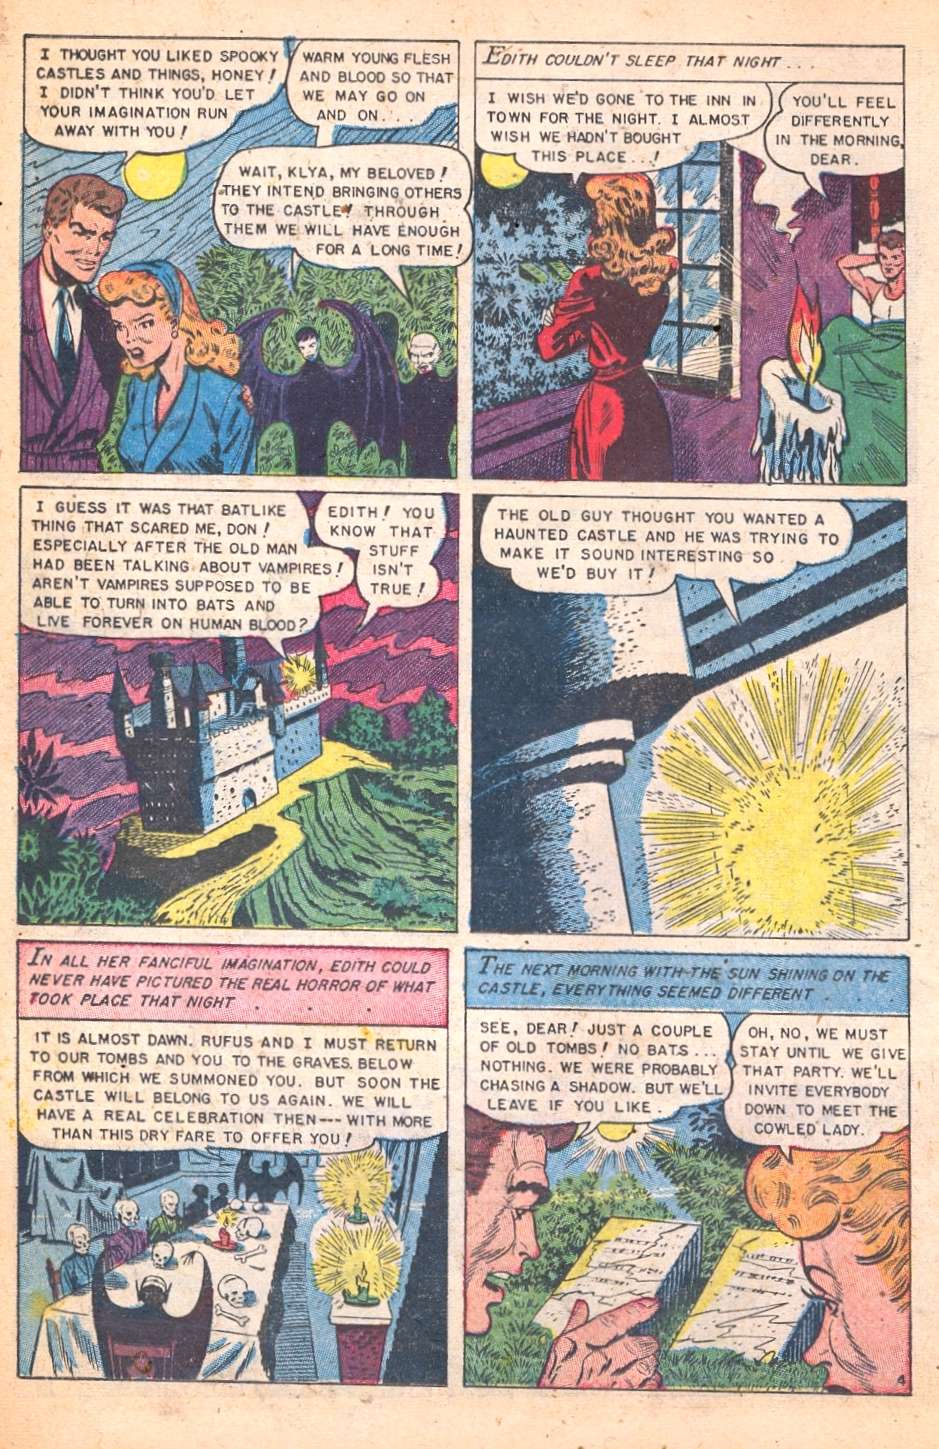 I THOUGHT YOU LIKED SPOOKY
CASTLES AND THINGS, HONEY!
I DIDN'T THINK YOU'D LET
YOUR IMAGINATION RUN
AWAY WITH YOU!
WARM YOUNG FLESH
AND BLOOD SO THAT
WE MAY GO ON
AND ON...
WAIT, KLYA, MY BELOVED!
THEY INTEND BRINGING OTHERS
TO THE CASTLE! THROUGH
THEM WE WILL HAVE ENOUGH
FOR A LONG TIME!
EDITH COULDN'T SLEEP THAT NIGHT...
I WISH WE'D GONE TO THE INN IN
TOWN FOR THE NIGHT. I ALMOST
WISH WE HADN'T BOUGHT
THIS PLACE...!
YOU'LL FEEL
DIFFERENTLY
IN THE MORNING,
DEAR.
I GUESS IT WAS THAT BATLIKE
THING THAT SCARED ME, DON!
ESPECIALLY AFTER THE OLD MAN
HAD BEEN TALKING ABOUT VAMPIRES!
AREN'T VAMPIRES SUPPOSED TO BE
ABLE TO TURN INTO BATS AND
LIVE FOREVER ON HUMAN BLOOD?
EDITH! YOU
KNOW THAT
STUFF
ISN'T
TRUE!
THE OLD GUY THOUGHT YOU WANTED A
HAUNTED CASTLE AND HE WAS TRYING TO
MAKE IT SOUND INTERESTING SO
WE'D BUY IT!
IN ALL HER FANCIFUL IMAGINATION, EDITH COULD
NEVER HAVE PICTURED THE REAL HORROR OF WHAT
TOOK PLACE THAT NIGHT...
IT IS ALMOST DAWN. RUFUS AND I MUST RETURN
TO OUR TOMBS AND YOU TO THE GRAVES BELOW
FROM WHICH WE SUMMONED YOU. BUT SOON THE
CASTLE WILL BELONG TO US AGAIN. WE WILL
HAVE A REAL CELEBRATION THEN--- WITH MORE
THAN THIS DRY FARE TO OFFER YOU!
THE NEXT MORNING WITH THE SUN SHINING ON THE
CASTLE, EVERYTHING SEEMED DIFFERENT...
SEE, DEAR! JUST A COUPLE
OF OLD TOMBS! NO BATS...
NOTHING. WE WERE PROBABLY
CHASING A SHADOW. BUT WE'LL
LEAVE IF YOU LIKE.
OH, NO, WE MUST
STAY UNTIL WE GIVE
THAT PARTY. WE'LL
INVITE EVERYBODY
DOWN TO MEET THE
COWLED LADY.
4